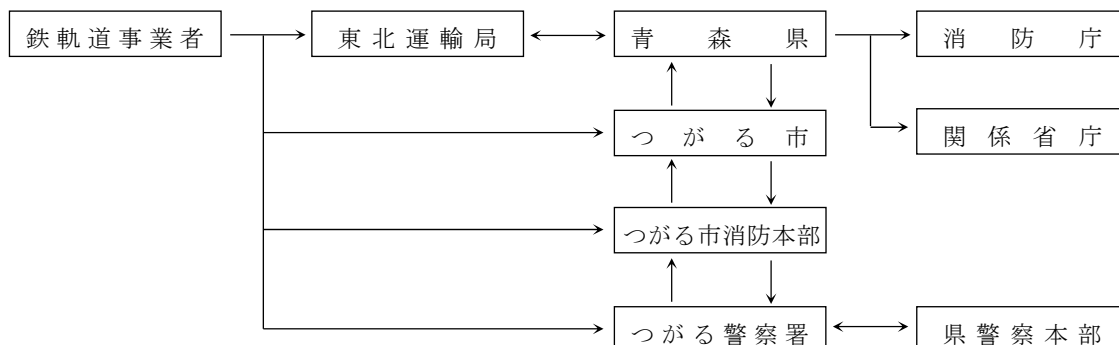 鉄軌道事業者
東北運輸局
青森県
消防庁
つがる市
関係省庁
つがる市消防本部
つがる警察署
県警察本部